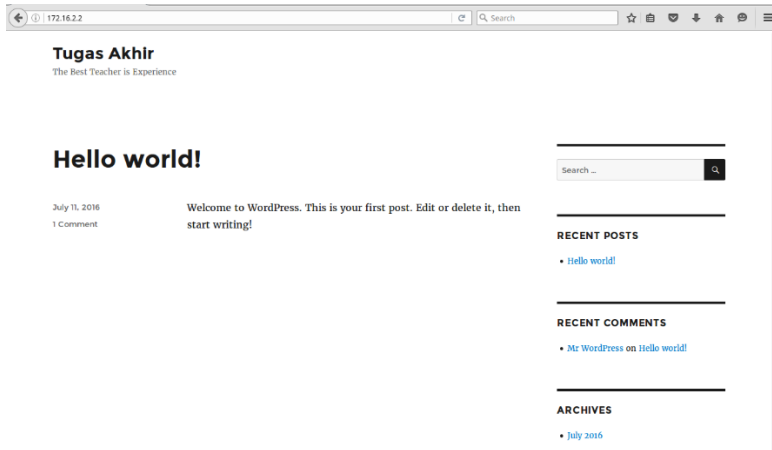 172.16.2.2
Search
Tugas Akhir
The Best Teacher is Experience
Hello world!
July 11, 2016
1 Comment
Welcome to WordPress. This is your first post. Edit or delete it, then
start writing!
Search ...
RECENT POSTS
Hello world!
RECENT COMMENTS
Mr WordPress on Hello world!
ARCHIVES
July 2016